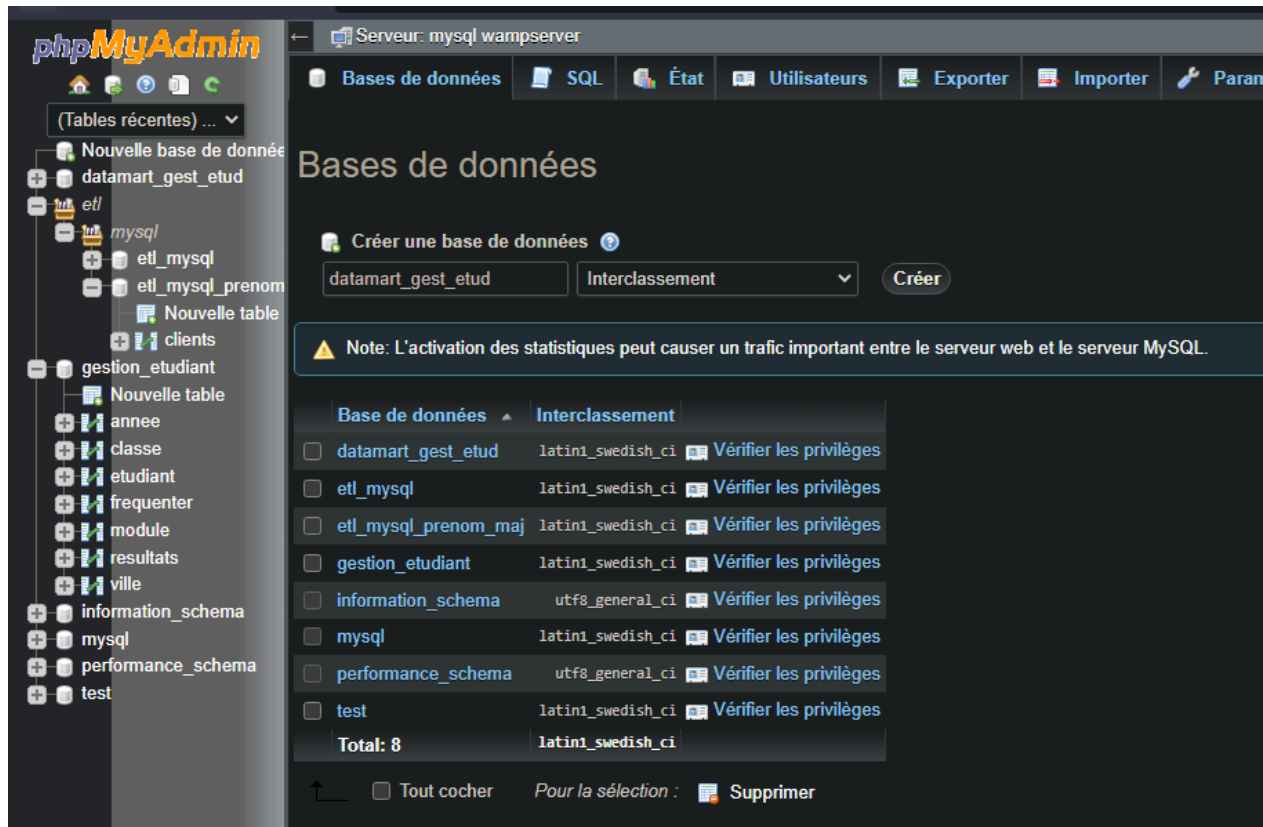 phpMyAdmin
(Tables récentes) ...
Nouvelle base de donnée
datamart_gest_etud
etl
mysql
etl_mysql
etl_mysql_prenom
Nouvelle table
clients
gestion_etudiant
Nouvelle table
annee
classe
etudiant
frequenter
module
resultats
ville
information_schema
mysql
performance_schema
test
Serveur: mysql wampserver
Bases de données SQL État Utilisateurs Exporter Importer Param
Bases de données
Créer une base de données
datamart_gest_etud Interclassement Créer
Note: L'activation des statistiques peut causer un trafic important entre le serveur web et le serveur MySQL.
Base de données Interclassement
datamart_gest_etud latin1_swedish_ci Vérifier les privilèges
etl_mysql latin1_swedish_ci Vérifier les privilèges
etl_mysql_prenom_maj latin1_swedish_ci Vérifier les privilèges
gestion_etudiant latin1_swedish_ci Vérifier les privilèges
information_schema utf8_general_ci Vérifier les privilèges
mysql latin1_swedish_ci Vérifier les privilèges
performance_schema utf8_general_ci Vérifier les privilèges
test latin1_swedish_ci Vérifier les privilèges
Total: 8 latin1_swedish_ci
Tout cocher Pour la sélection : Supprimer